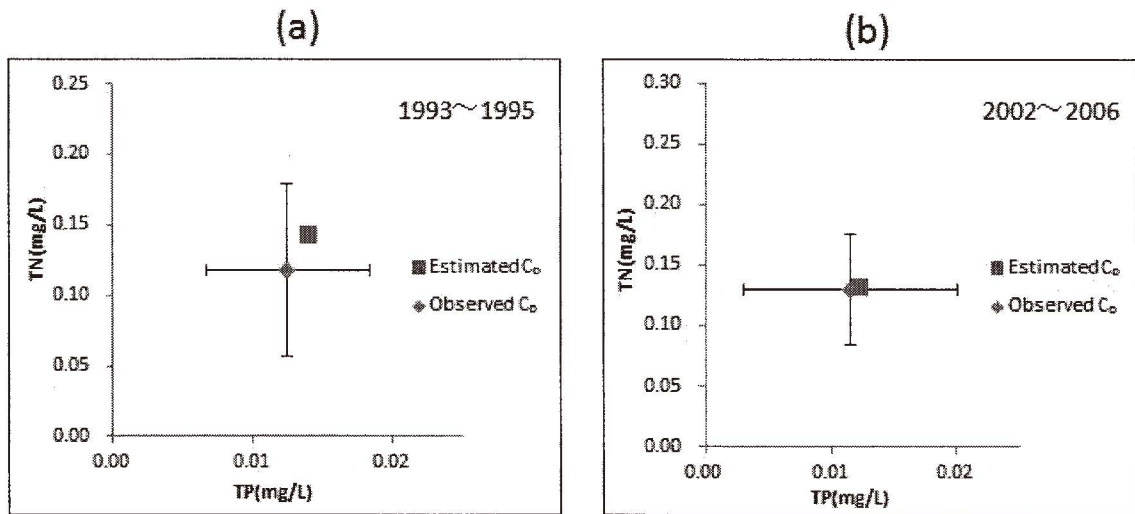 (a)
0.25
0.20
0.15
0.10
0.05
0.00
TN(mg/L)
1993～1995
Estimated C₀
Observed C₀
0.00 0.01 0.02
TP(mg/L)
(b)
0.30
0.25
0.20
0.15
0.10
0.05
0.00
TN(mg/L)
2002～2006
Estimated C₀
Observed C₀
0.00 0.01 0.02
TP(mg/L)